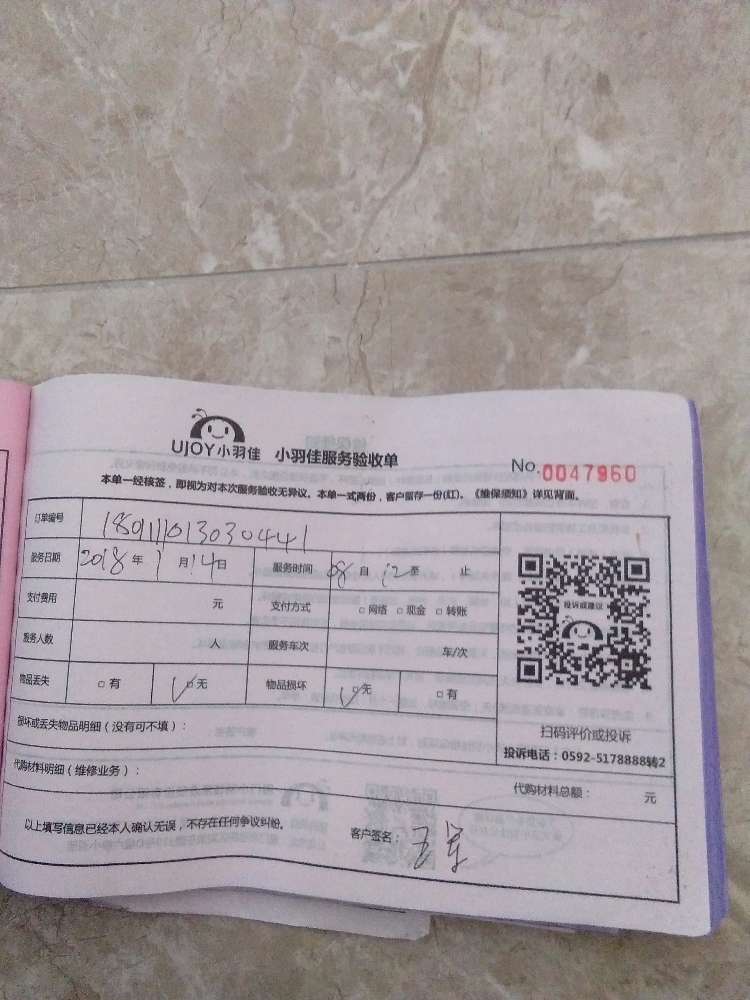 UJOY小羽佳 小羽佳服务验收单 No.0047960
本单一经核签，即视为对本次服务验收无异议。本单一式两份，客户留存一份(红)。《维保须知》详见背面。
订单编号
服务日期 2018年1月14日 服务时间 08自12至 止
支付费用 元 支付方式 □网络 □现金 □转账
服务人数 人 服务车次 车/次
物品丢失 □有 □无 物品损坏 □无 □有
投诉或建议
扫码评价或投诉
投诉电话：0592-5178888转2
损坏或丢失物品明细（没有可不填）：
代购材料明细（维修业务）： 代购材料总额： 元
以上填写信息已经本人确认无误，不存在任何争议纠纷。 客户签名：